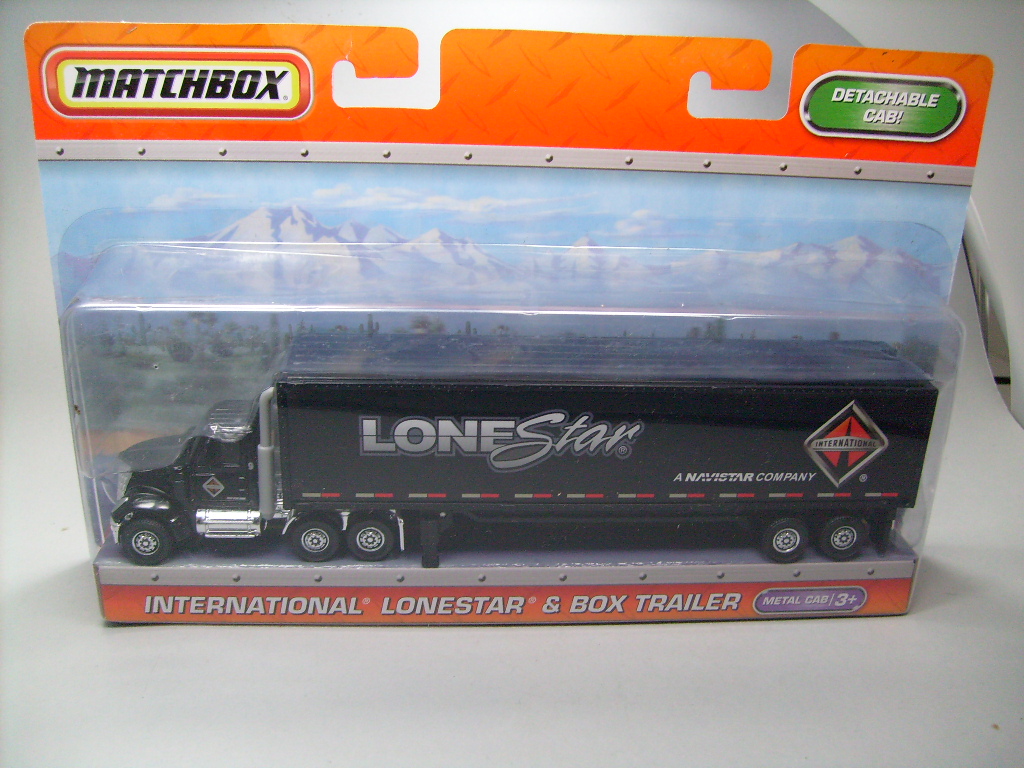 MATCHBOX®
DETACHABLE
CAB!
LONESTAR®
INTERNATIONAL®
A NAVISTAR COMPANY
INTERNATIONAL® LONESTAR® & BOX TRAILER
METAL CAB/3+